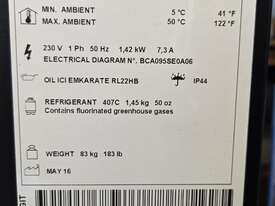 MIN. AMBIENT 5 °C 41 °F
MAX. AMBIENT 50 °C 122 °F
230 V 1 Ph 50 Hz 1,42 kW 7,3 A
ELECTRICAL DIAGRAM N°. BCA095SE0A06
OIL ICI EMKARATE RL22HB IP44
REFRIGERANT 407C 1,45 kg 50 oz
Contains fluorinated greenhouse gases
WEIGHT 83 kg 183 lb
MAY 16